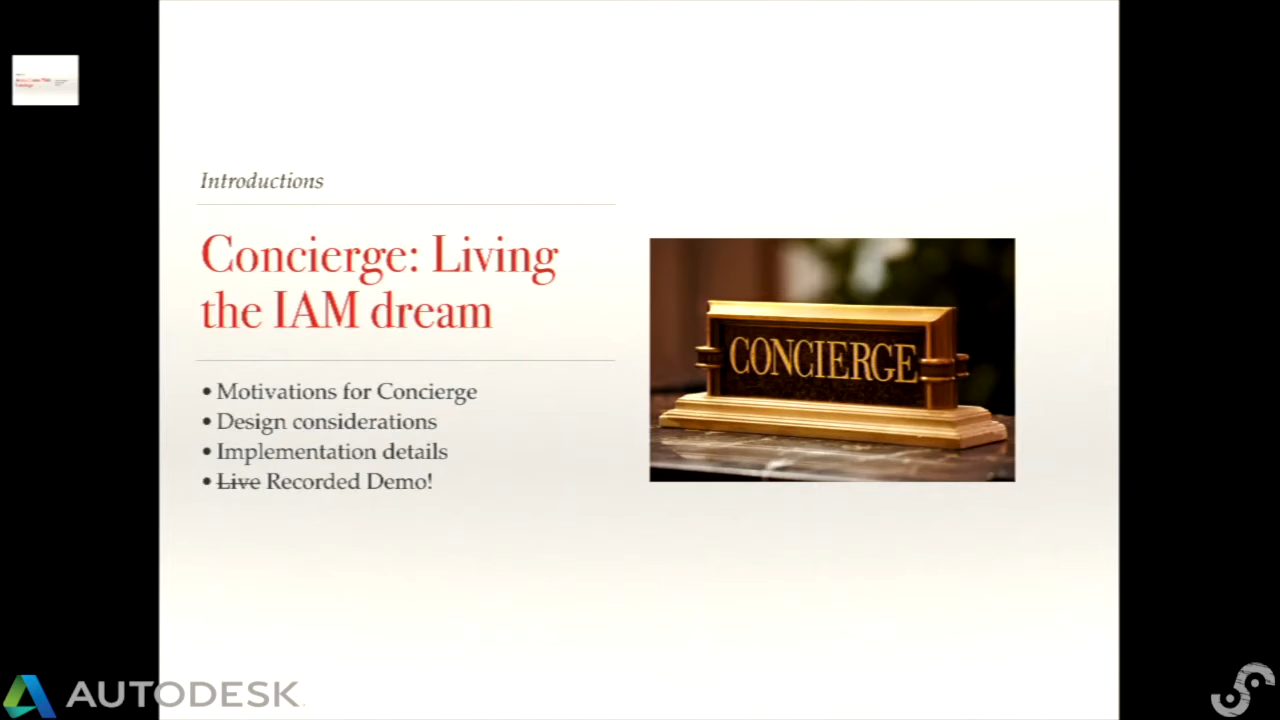 Introductions
Concierge: Living
the IAM dream
• Motivations for Concierge
• Design considerations
• Implementation details
• Live Recorded Demo!
CONCIERGE
AUTODESK.